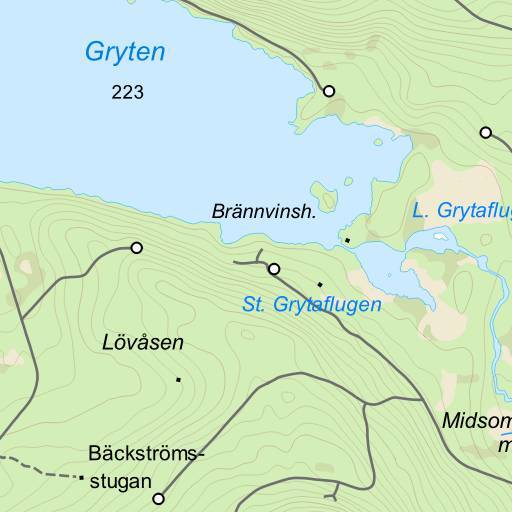 Gryten
223
Brännvinsh.
L. Grytaflug
St. Grytaflugen
Lövåsen
Midsom
m
Bäckströms-
stugan